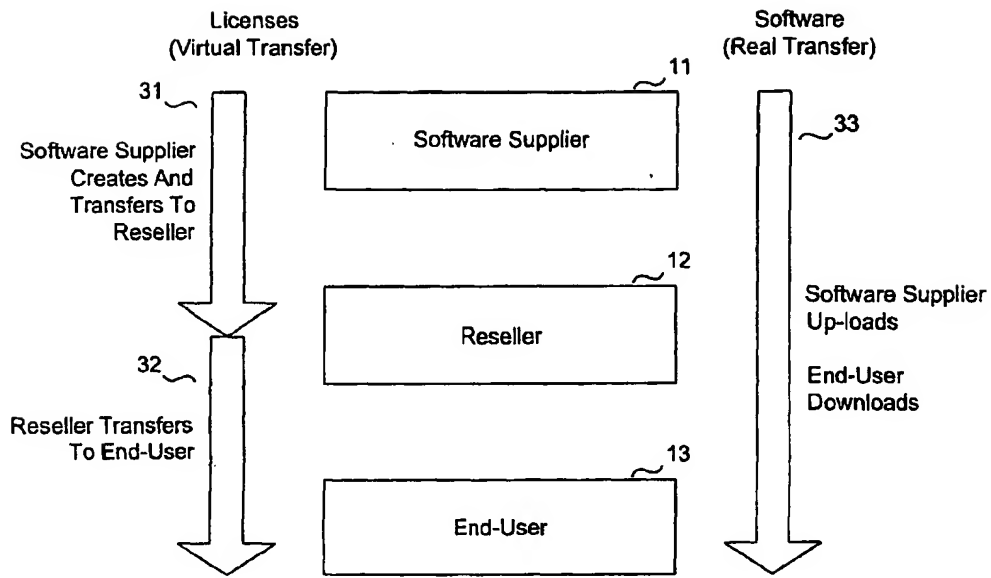 Licenses
(Virtual Transfer)
Software
(Real Transfer)
31
11
33
Software Supplier
Software Supplier
Creates And
Transfers To
Reseller
12
Reseller
Software Supplier
Up-loads
End-User
Downloads
32
Reseller Transfers
To End-User
13
End-User